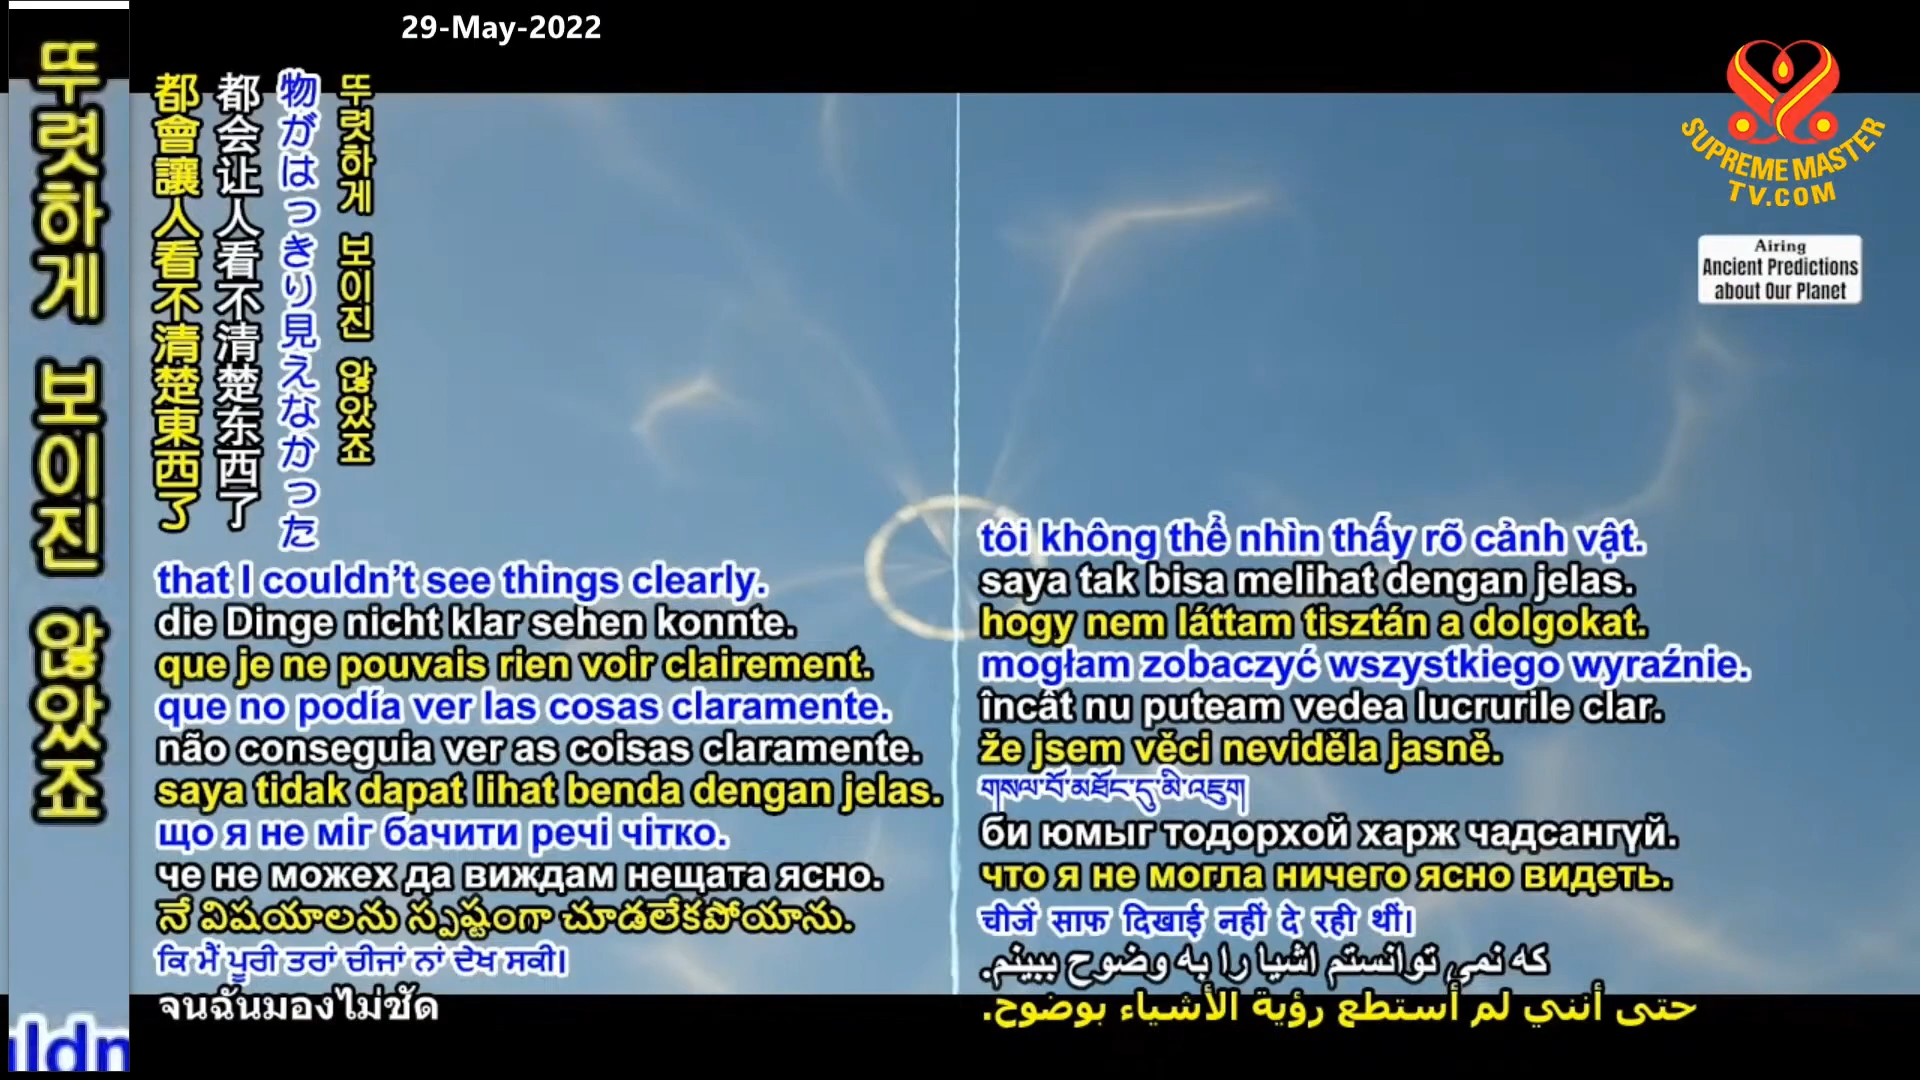 29-May-2022
뚜렷하게 보이진 않았죠
都會讓人看不清楚東西了
都会让人看不清楚东西了
物がはっきり見えなかった
뚜렷하게 보이진 않았죠
SUPREME MASTER
TV.COM
Airing
Ancient Predictions
about Our Planet
that I couldn’t see things clearly.
die Dinge nicht klar sehen konnte.
que je ne pouvais rien voir clairement.
que no podía ver las cosas claramente.
não conseguia ver as coisas claramente.
saya tidak dapat lihat benda dengan jelas.
що я не міг бачити речі чітко.
че не можех да виждам нещата ясно.
నే విషయాలను స్పష్టంగా చూడలేకపోయాను.
ਕਿ ਮੈਂ ਪੂਰੀ ਤਰਾਂ ਚੀਜਾਂ ਨਾਂ ਦੇਖ ਸਕੀ।
จนฉันมองไม่ชัด
tôi không thể nhìn thấy rõ cảnh vật.
saya tak bisa melihat dengan jelas.
hogy nem láttam tisztán a dolgokat.
mogłam zobaczyć wszystkiego wyraźnie.
încât nu puteam vedea lucrurile clar.
že jsem věci neviděla jasně.
གསལ་པོ་མཐོང་དུ་མི་འཇུག
би юмыг тодорхой харж чадсангүй.
что я не могла ничего ясно видеть.
चीजें साफ दिखाई नहीं दे रही थीं।
که نمی توانستم اشیا را به وضوح ببینم.
حتى أنني لم أستطع رؤية الأشياء بوضوح.
uldn